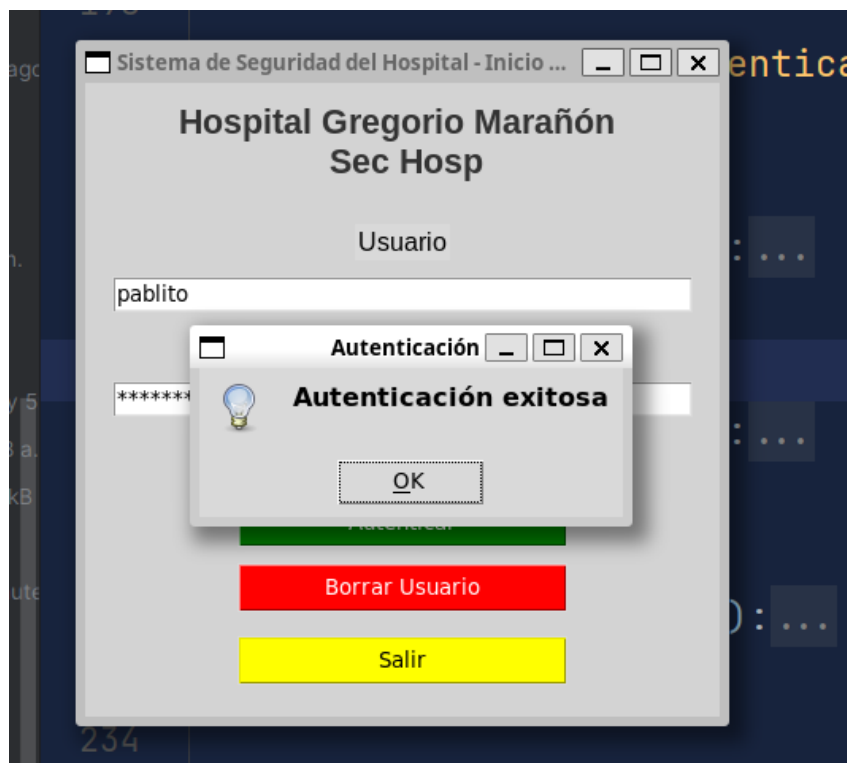 Sistema de Seguridad del Hospital - Inicio ...
entica
Hospital Gregorio Marañón
Sec Hosp
Usuario
:...
pablito
Autenticación
*******
Autenticación exitosa
:...
OK
Autenticar
Borrar Usuario
):...
Salir
234